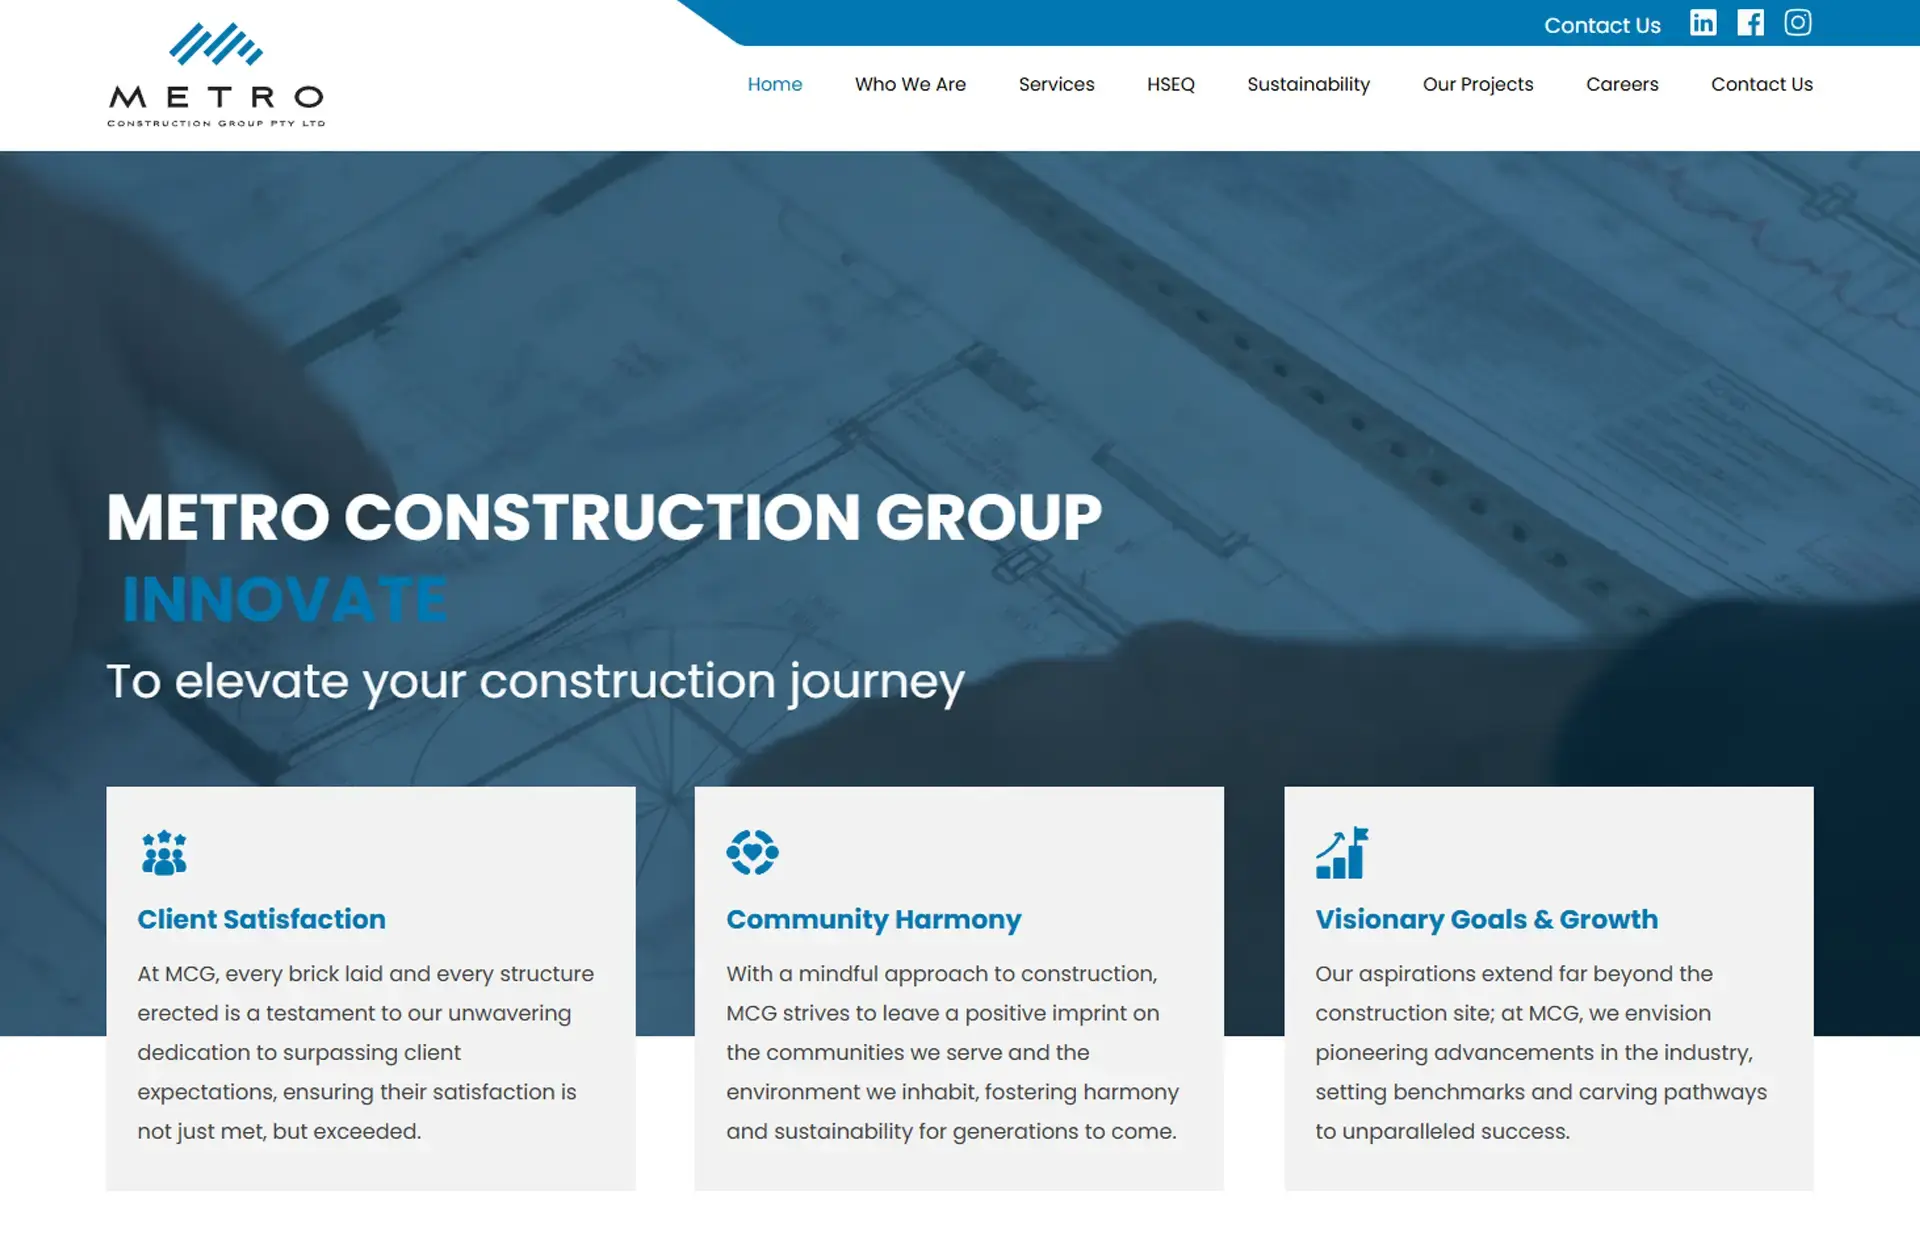 METRO
CONSTRUCTION GROUP PTY LTD
Contact Us
Home
Who We Are
Services
HSEQ
Sustainability
Our Projects
Careers
Contact Us
METRO CONSTRUCTION GROUP
INNOVATE
To elevate your construction journey
Client Satisfaction
At MCG, every brick laid and every structure
erected is a testament to our unwavering
dedication to surpassing client
expectations, ensuring their satisfaction is
not just met, but exceeded.
Community Harmony
With a mindful approach to construction,
MCG strives to leave a positive imprint on
the communities we serve and the
environment we inhabit, fostering harmony
and sustainability for generations to come.
Visionary Goals & Growth
Our aspirations extend far beyond the
construction site; at MCG, we envision
pioneering advancements in the industry,
setting benchmarks and carving pathways
to unparalleled success.